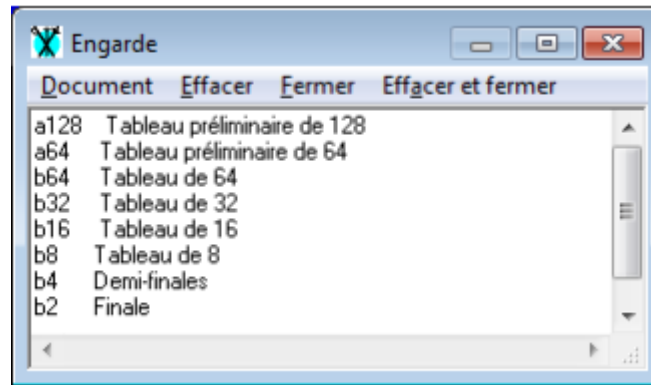 Engarde
Document Effacer Fermer Effacer et fermer
a128 Tableau préliminaire de 128
a64 Tableau préliminaire de 64
b64 Tableau de 64
b32 Tableau de 32
b16 Tableau de 16
b8 Tableau de 8
b4 Demi-finales
b2 Finale